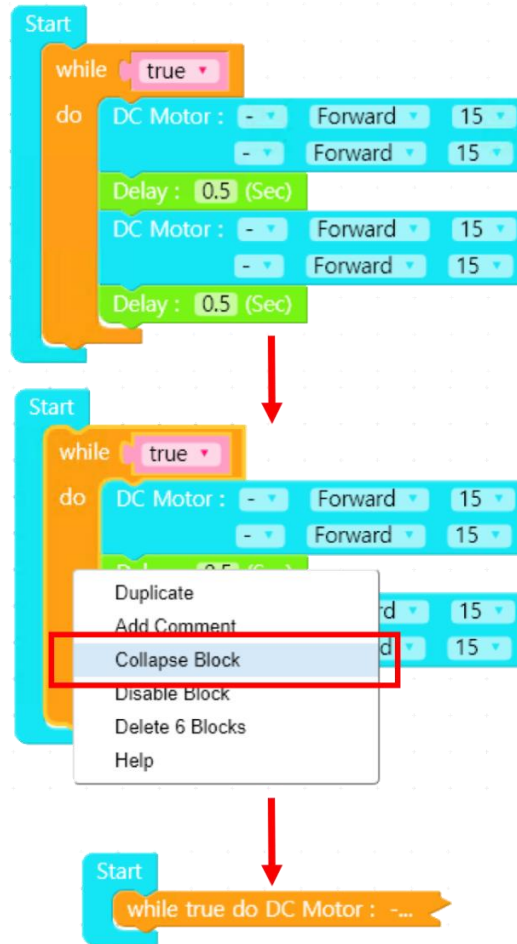 Start
while true
do DC Motor : - Forward 15
- Forward 15
Delay : 0.5 (Sec)
DC Motor : - Forward 15
- Forward 15
Delay : 0.5 (Sec)
Start
while true
do DC Motor : - Forward 15
- Forward 15
Duplicate
15
Add Comment
Collapse Block 15
Disable Block
Delete 6 Blocks
Help
Start
while true do DC Motor : -...